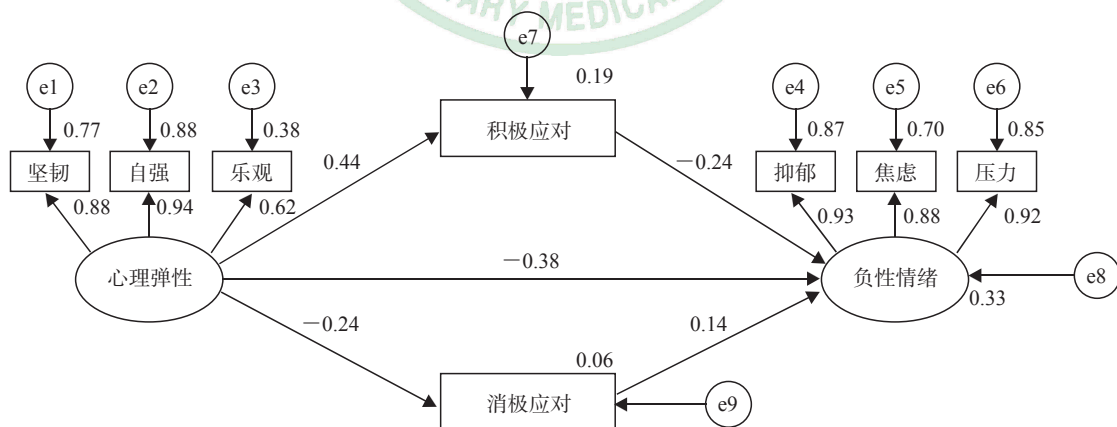 TARY MEDICA
e7
0.19
e1
e2
e3
e4
e5
e6
0.77
0.88
0.38
积极应对
0.87
0.70
0.85
坚韧
自强
乐观
0.44
－0.24
抑郁
焦虑
压力
0.88
0.94
0.62
0.93
0.88
0.92
心理弹性
－0.38
负性情绪
e8
0.33
－0.24
0.14
0.06
消极应对
e9